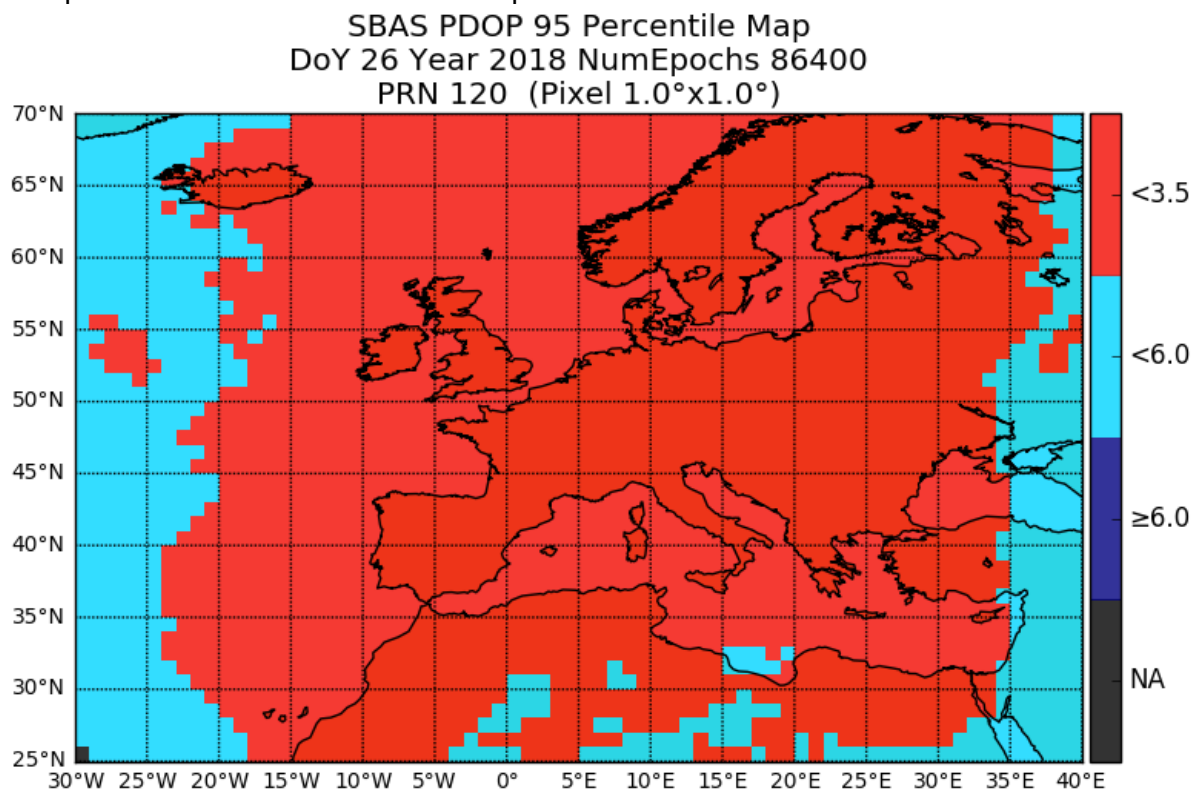 SBAS PDOP 95 Percentile Map
DoY 26 Year 2018 NumEpochs 86400
PRN 120 (Pixel 1.0°x1.0°)
70°N
65°N
60°N
55°N
50°N
45°N
40°N
35°N
30°N
25°N
30°W 25°W 20°W 15°W 10°W 5°W 0° 5°E 10°E 15°E 20°E 25°E 30°E 35°E 40°E
<3.5
<6.0
≥6.0
NA